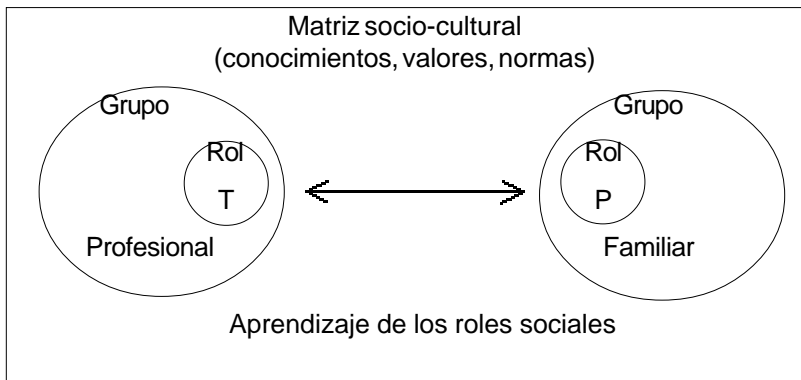 Matriz socio-cultural
(conocimientos, valores, normas)
Grupo
Rol
T
Profesional
Grupo
Rol
P
Familiar
Aprendizaje de los roles sociales